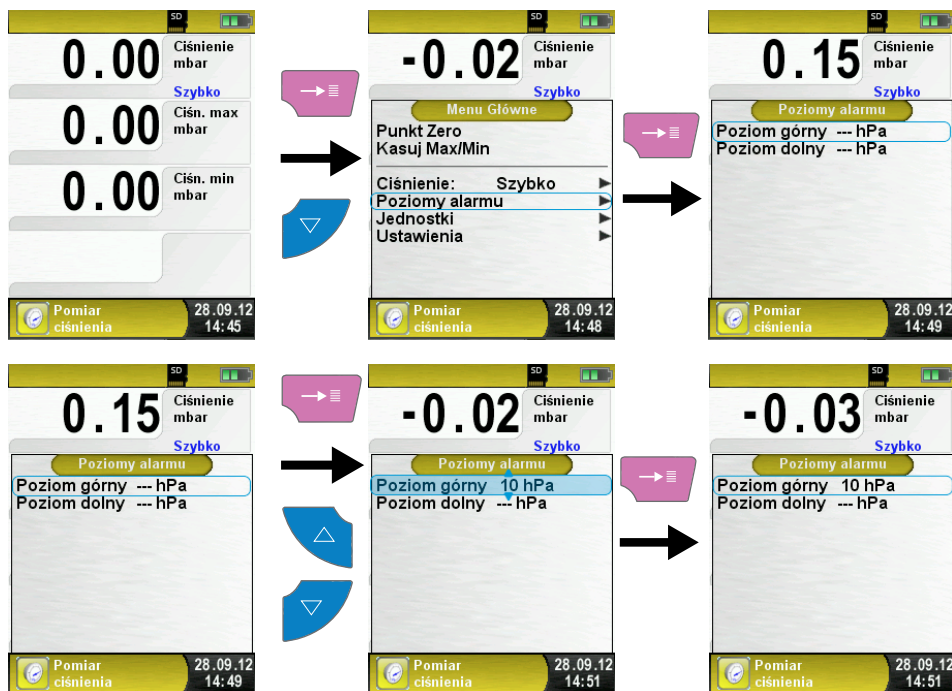 SD
0.00 Ciśnienie
mbar
Szybko
0.00 Ciśn. max
mbar
0.00 Ciśn. min
mbar
Pomiar
ciśnienia
28.09.12
14:45
SD
-0.02 Ciśnienie
mbar
Szybko
Menu Główne
Punkt Zero
Kasuj Max/Min
Ciśnienie: Szybko
Poziomy alarmu
Jednostki
Ustawienia
Pomiar
ciśnienia
28.09.12
14:48
SD
0.15 Ciśnienie
mbar
Szybko
Poziomy alarmu
Poziom górny --- hPa
Poziom dolny --- hPa
Pomiar
ciśnienia
28.09.12
14:49
SD
0.15 Ciśnienie
mbar
Szybko
Poziomy alarmu
Poziom górny --- hPa
Poziom dolny --- hPa
Pomiar
ciśnienia
28.09.12
14:49
SD
-0.02 Ciśnienie
mbar
Szybko
Poziomy alarmu
Poziom górny 10 hPa
Poziom dolny --- hPa
Pomiar
ciśnienia
28.09.12
14:51
SD
-0.03 Ciśnienie
mbar
Szybko
Poziomy alarmu
Poziom górny 10 hPa
Poziom dolny --- hPa
Pomiar
ciśnienia
28.09.12
14:51